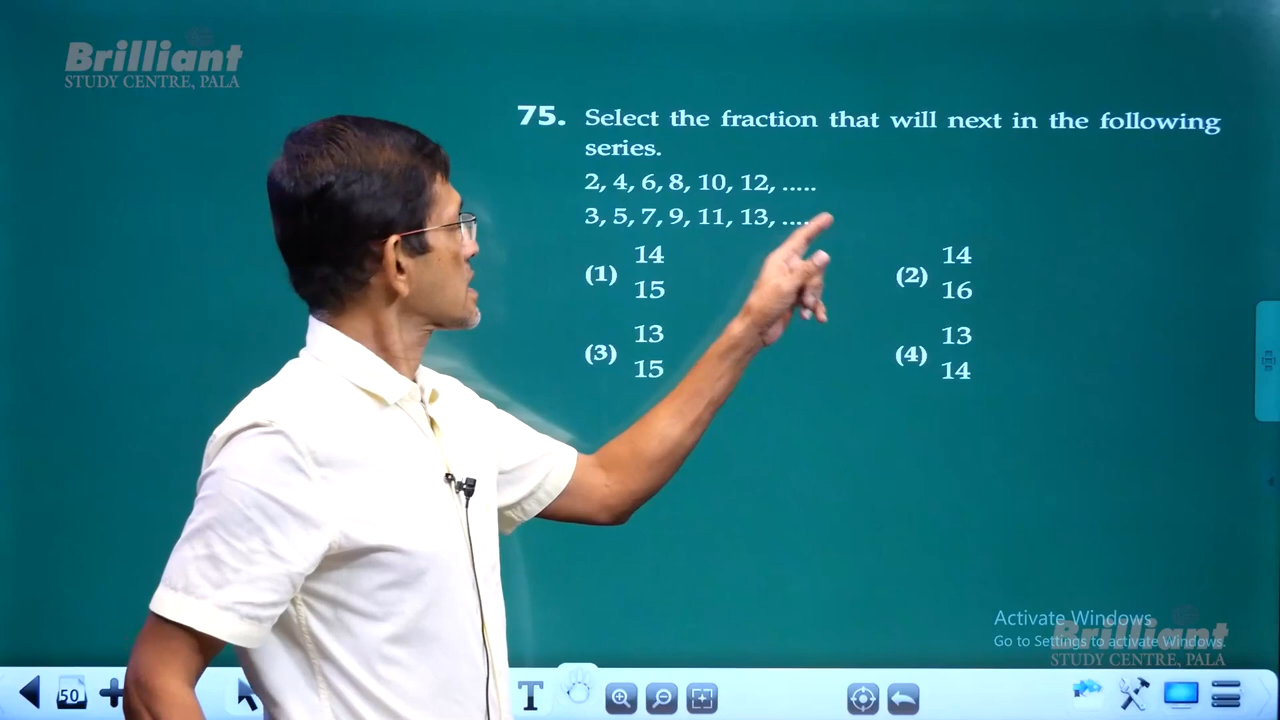 Brilliant
STUDY CENTRE, PALA
75. Select the fraction that will next in the following
series.
2, 4, 6, 8, 10, 12, .....
3, 5, 7, 9, 11, 13, .....
(1) 14
15
(2) 14
16
(3) 13
15
(4) 13
14
Activate Windows
Go to Settings to activate Windows.
Brilliant
STUDY CENTRE, PALA
50
T